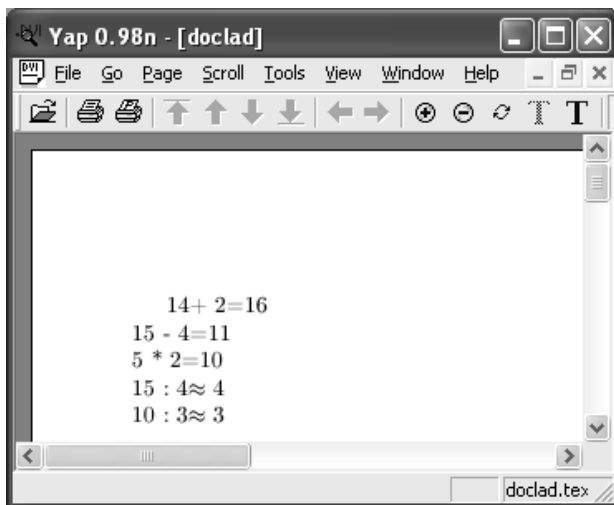 Yap 0.98n - [doclad]
File Go Page Scroll Tools View Window Help
14+ 2=16
15 - 4=11
5 * 2=10
15 : 4≈ 4
10 : 3≈ 3
doclad.tex